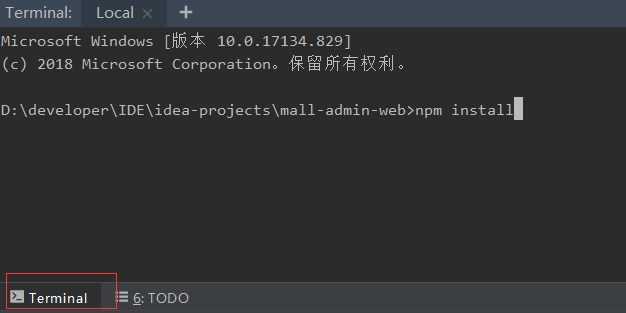 Terminal: Local × +
Microsoft Windows [版本 10.0.17134.829]
(c) 2018 Microsoft Corporation。保留所有权利。
D:\developer\IDE\idea-projects\mall-admin-web>npm install
Terminal 6: TODO